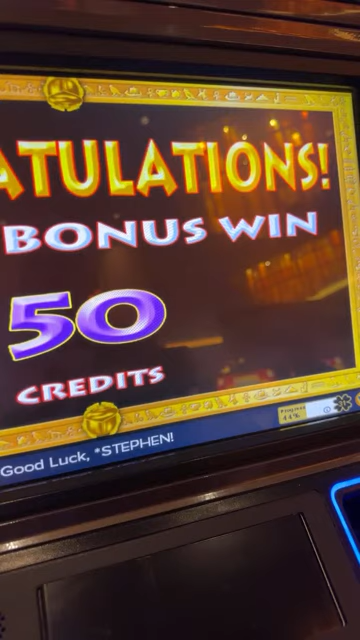 ATULATIONS!
BONUS WIN
50
CREDITS
Good Luck, *STEPHEN!